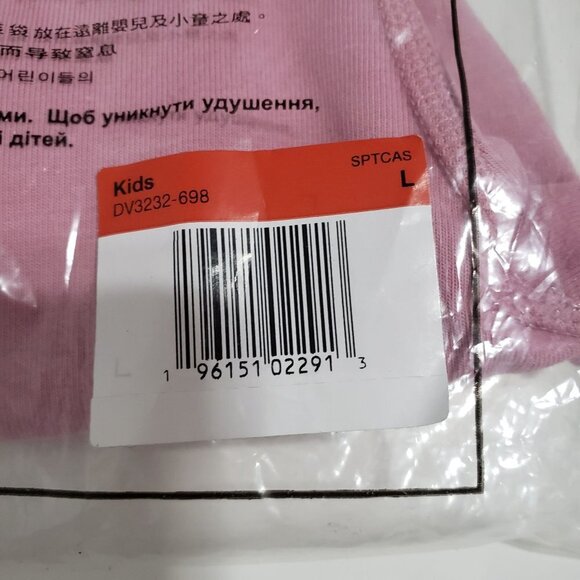 袋 放在遠離嬰兒及小童之處。
而导致窒息
어린이들의
ми. Щоб уникнути удушення,
і дітей.
Kids
SPTCAS
DV3232-698
L
L
1 96151 02291 3